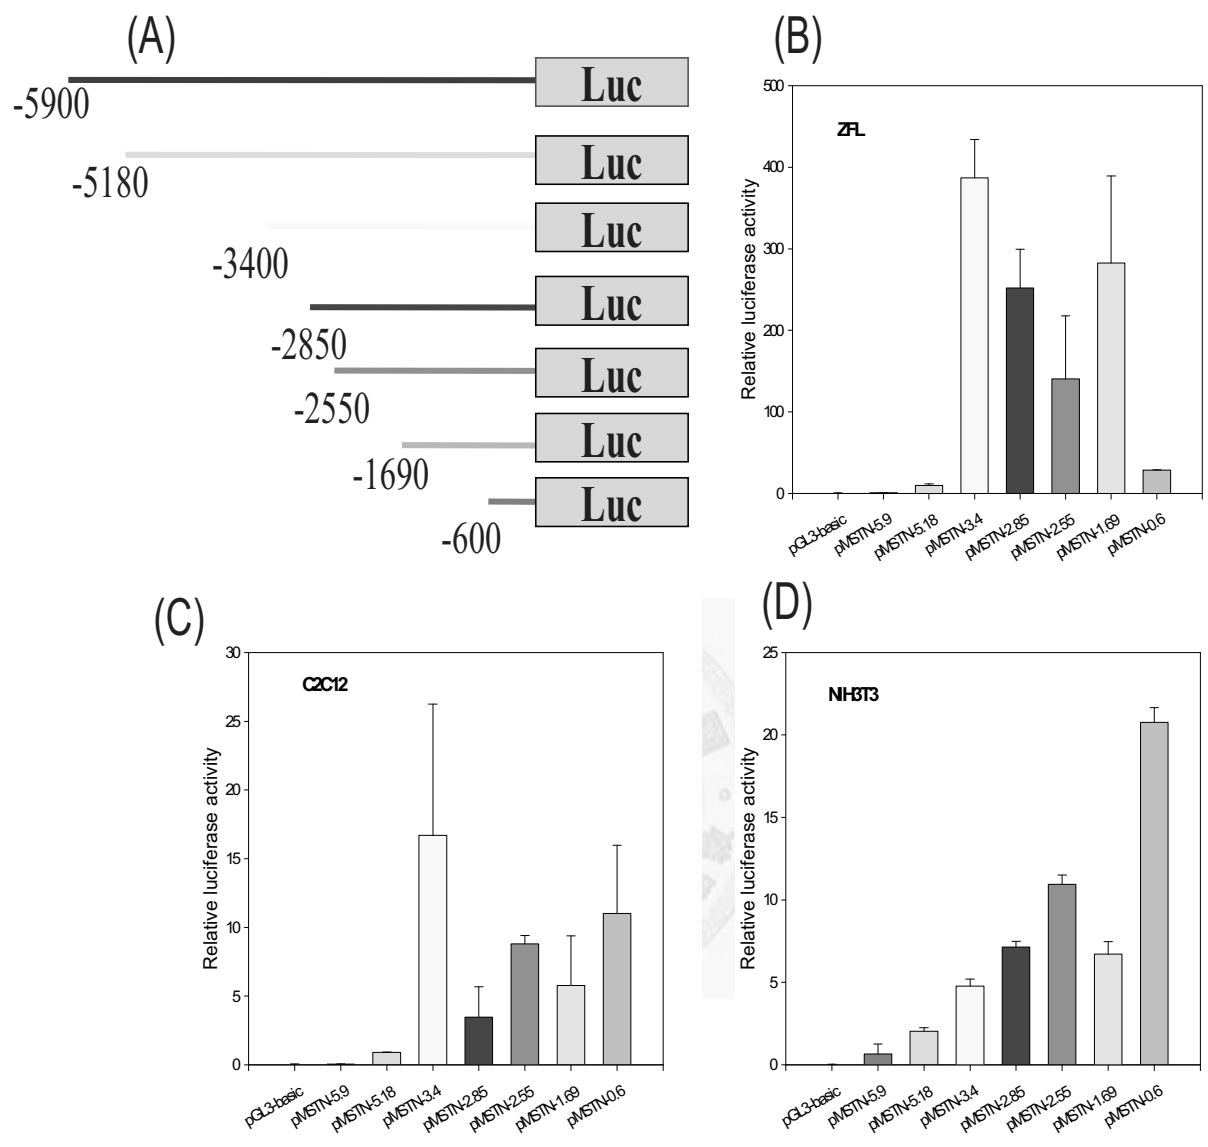 (A)
Luc
-5900
Luc
-5180
Luc
-3400
Luc
-2850
Luc
-2550
Luc
-1690
Luc
-600
(B)
ZFL
Relative luciferase activity
500
400
300
200
100
0
pGL3-basic
pMSTN-5.9
pMSTN-5.18
pMSTN-3.4
pMSTN-2.85
pMSTN-2.55
pMSTN-1.69
pMSTN-0.6
(C)
C2C12
Relative luciferase activity
30
25
20
15
10
5
0
pGL3-basic
pMSTN-5.9
pMSTN-5.18
pMSTN-3.4
pMSTN-2.85
pMSTN-2.55
pMSTN-1.69
pMSTN-0.6
(D)
NIH3T3
Relative luciferase activity
25
20
15
10
5
0
pGL3-basic
pMSTN-5.9
pMSTN-5.18
pMSTN-3.4
pMSTN-2.85
pMSTN-2.55
pMSTN-1.69
pMSTN-0.6